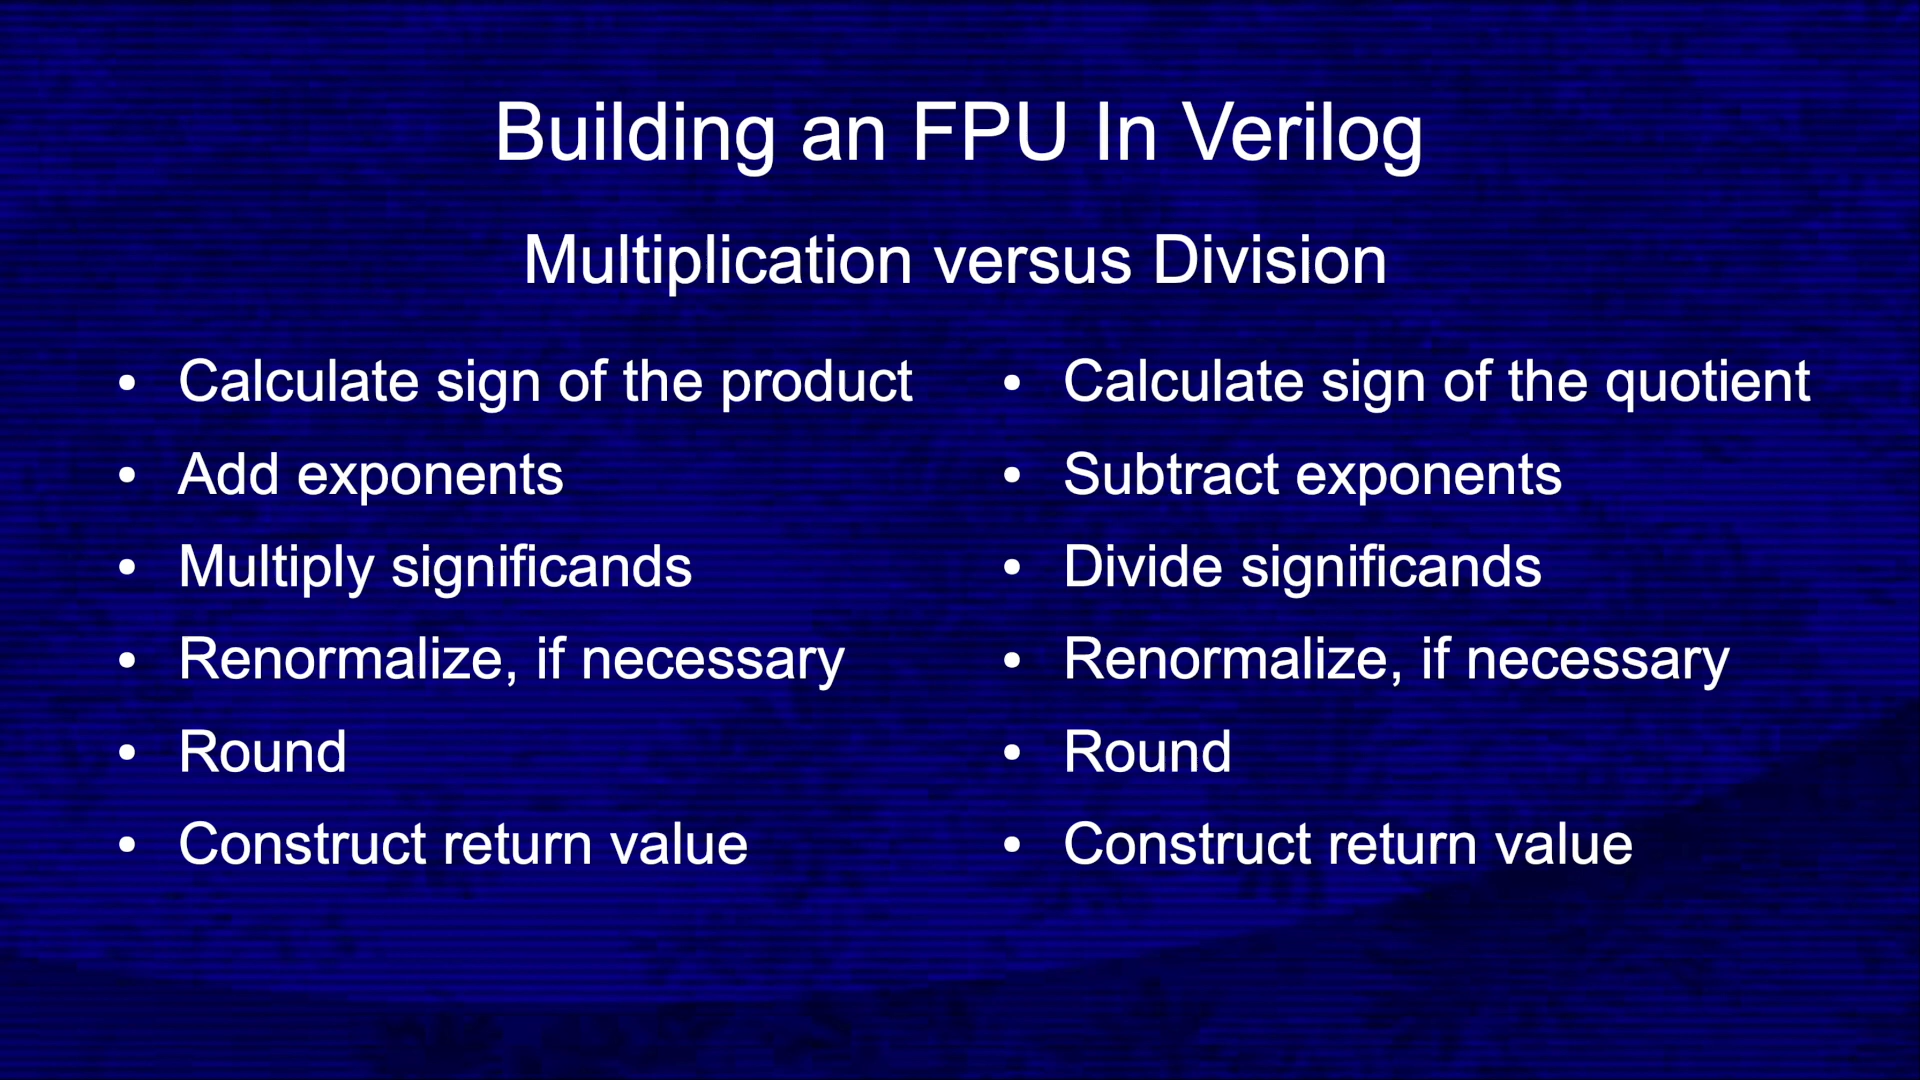 Building an FPU In Verilog
Multiplication versus Division
• Calculate sign of the product
• Add exponents
• Multiply significands
• Renormalize, if necessary
• Round
• Construct return value
• Calculate sign of the quotient
• Subtract exponents
• Divide significands
• Renormalize, if necessary
• Round
• Construct return value